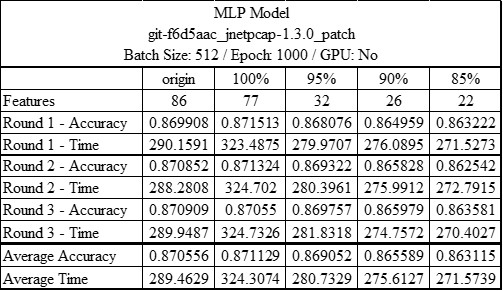 MLP Model
git-f6d5aac_jnetpcap-1.3.0_patch
Batch Size: 512 / Epoch: 1000 / GPU: No
origin 100% 95% 90% 85%
Features 86 77 32 26 22
Round 1 - Accuracy 0.869908 0.871513 0.868076 0.864959 0.863222
Round 1 - Time 290.1591 323.4875 279.9707 276.0895 271.5273
Round 2 - Accuracy 0.870852 0.871324 0.869322 0.865828 0.862542
Round 2 - Time 288.2808 324.702 280.3961 275.9912 272.7915
Round 3 - Accuracy 0.870909 0.87055 0.869757 0.865979 0.863581
Round 3 - Time 289.9487 324.7326 281.8318 274.7572 270.4027
Average Accuracy 0.870556 0.871129 0.869052 0.865589 0.863115
Average Time 289.4629 324.3074 280.7329 275.6127 271.5739